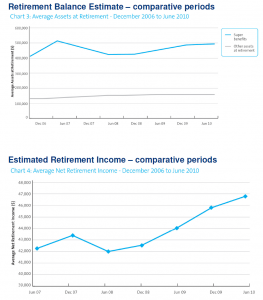 Retirement Balance Estimate – comparative periods
Chart 3: Average Assets at Retirement - December 2006 to June 2010
Average Assets at Retirement ($)
600,000
500,000
400,000
300,000
200,000
100,000
0
Dec 06
Jun 07
Dec 07
Jun 08
Dec 08
Jun 09
Dec 09
Jun 10
Super
benefits
Other assets
at retirement
Estimated Retirement Income – comparative periods
Chart 4: Average Net Retirement Income - December 2006 to June 2010
Average Net Retirement Income ($)
48,000
47,000
46,000
45,000
44,000
43,000
42,000
41,000
40,000
39,000
Jun 07
Dec 07
Jun 08
Dec 08
Jun 09
Dec 09
Jun 10